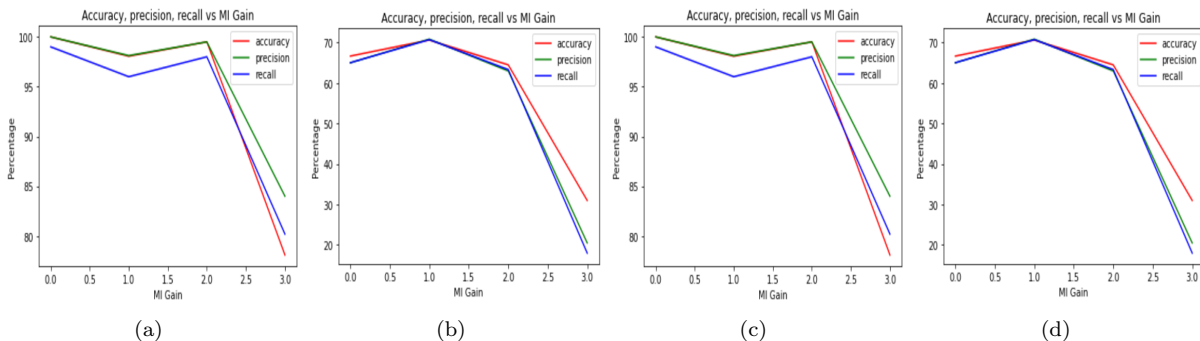 Accuracy, precision, recall vs MI Gain
accuracy
precision
recall
Percentage
100
95
90
85
80
0.0 0.5 1.0 1.5 2.0 2.5 3.0
MI Gain
(a)
Accuracy, precision, recall vs MI Gain
accuracy
precision
recall
Percentage
70
60
50
40
30
20
0.0 0.5 1.0 1.5 2.0 2.5 3.0
MI Gain
(b)
Accuracy, precision, recall vs MI Gain
accuracy
precision
recall
Percentage
100
95
90
85
80
0.0 0.5 1.0 1.5 2.0 2.5 3.0
MI Gain
(c)
Accuracy, precision, recall vs MI Gain
accuracy
precision
recall
Percentage
70
60
50
40
30
20
0.0 0.5 1.0 1.5 2.0 2.5 3.0
MI Gain
(d)